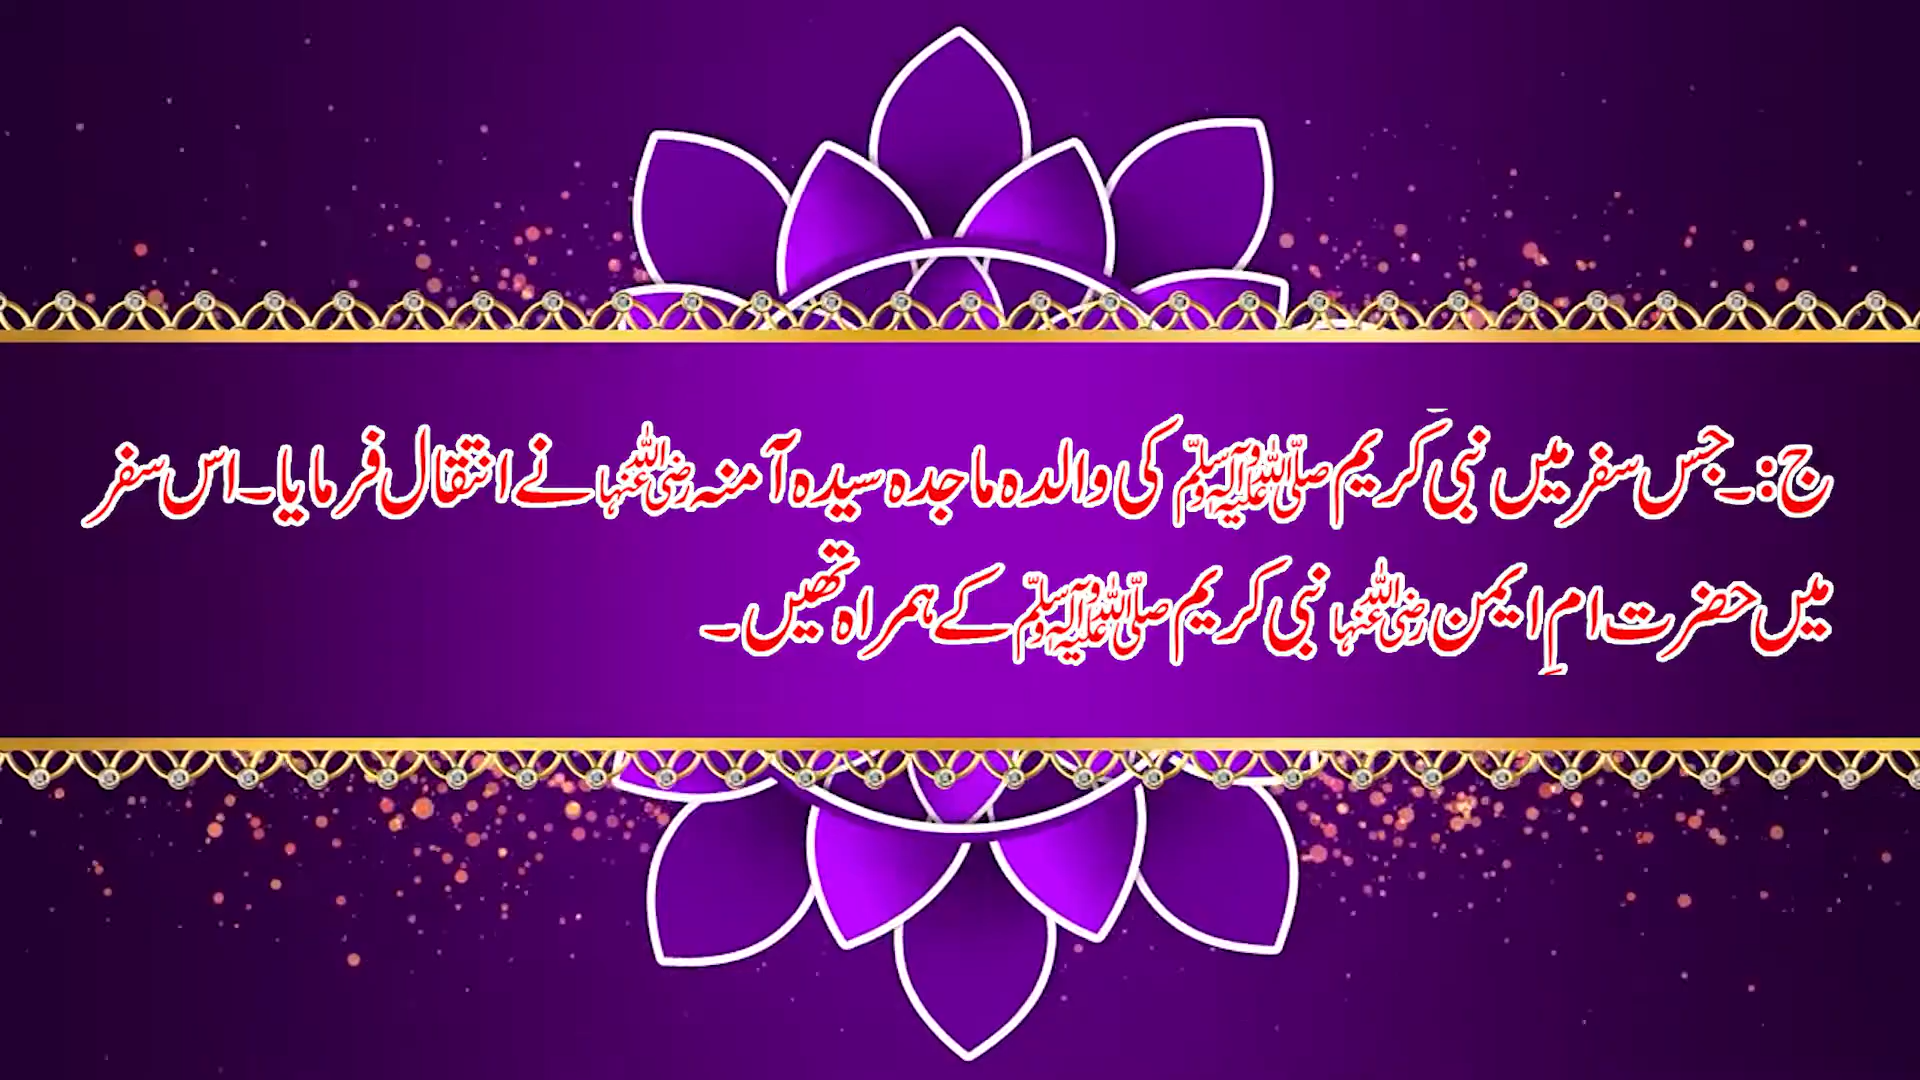 ج:۔جس سفر میں نبی کریم صلی اللہ علیہ وآلہ وسلم کی والدہ ماجدہ سیدہ آمنہ رضی اللہ عنہا نے انتقال فرمایا۔ اس سفر
میں حضرت امِ ایمن رضی اللہ عنہا نبی کریم صلی اللہ علیہ وآلہ وسلم کے ہمراہ تھیں۔